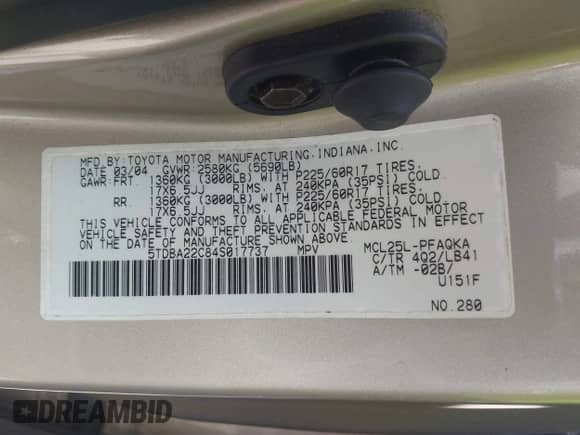 MFD.BY:TOYOTA MOTOR MANUFACTURING,INDIANA,INC.
DATE 03/04 GVWR:2580KG (5690LB)
GAWR:FRT. 1360KG (3000LB) WITH P225/60R17 TIRES,
17X6.5JJ RIMS, AT 240KPA (35PSI) COLD
RR. 1360KG (3000LB) WITH P225/60R17 TIRES,
17X6.5JJ RIMS, AT 240KPA (35PSI) COLD
THIS VEHICLE CONFORMS TO ALL APPLICABLE FEDERAL MOTOR
VEHICLE SAFETY AND THEFT PREVENTION STANDARDS IN EFFECT
ON THE DATE OF MANUFACTURE SHOWN ABOVE.
5TDBA22C84S017737 MPV
MCL25L-PFAQKA
C/TR 4Q2/LB41
A/TM -02B/
U151F
NO.280
DREAMBID